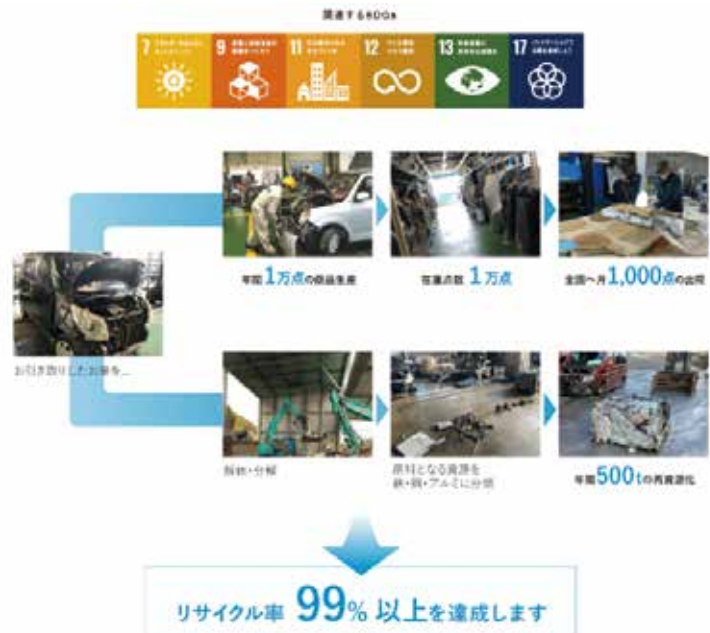 関連するSDGs
7
9
11
12
13
17
年間1万点の商品生産
在庫点数 1万点
全国へ月1,000点の出荷
お引き取りしたお車を...
解体・分解
原料となる資源を
鉄・銅・アルミに分類
年間500tの再資源化
リサイクル率 99% 以上を達成します